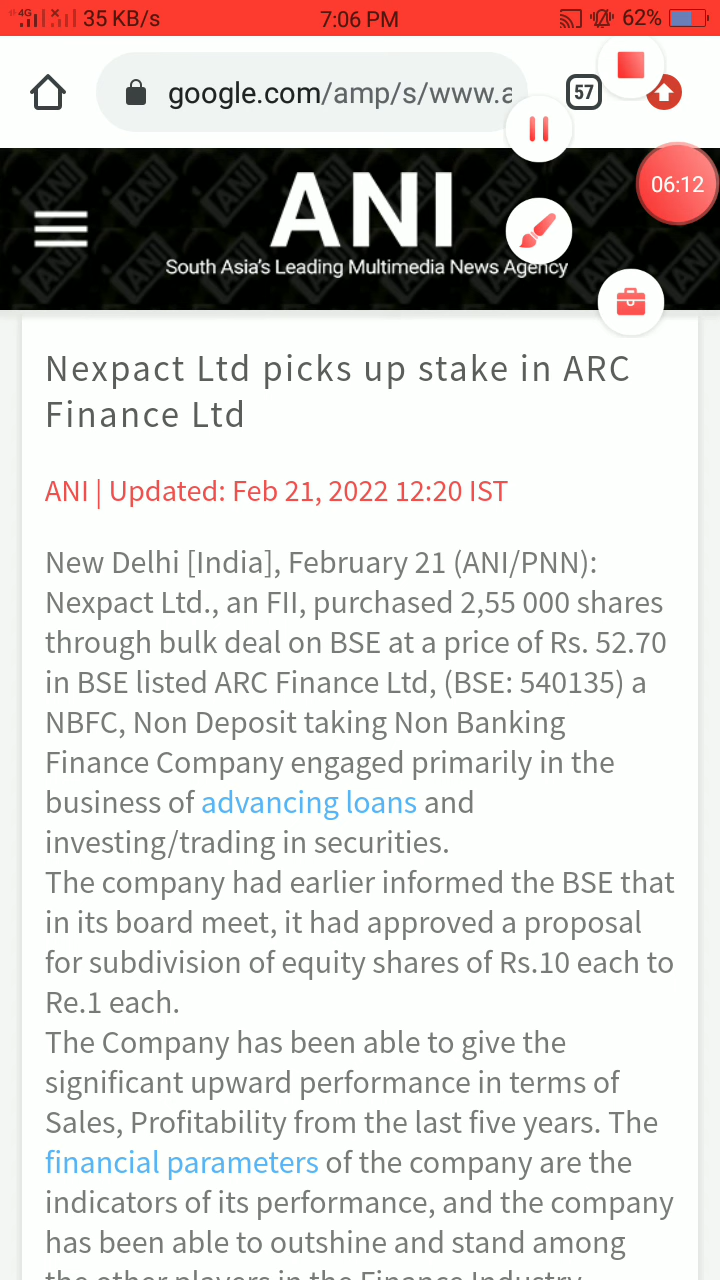 4G 35 KB/s 7:06 PM 62%
google.com/amp/s/www.a 57
06:12
ANI
South Asia's Leading Multimedia News Agency
Nexpact Ltd picks up stake in ARC
Finance Ltd
ANI | Updated: Feb 21, 2022 12:20 IST
New Delhi [India], February 21 (ANI/PNN):
Nexpact Ltd., an FII, purchased 2,55 000 shares
through bulk deal on BSE at a price of Rs. 52.70
in BSE listed ARC Finance Ltd, (BSE: 540135) a
NBFC, Non Deposit taking Non Banking
Finance Company engaged primarily in the
business of advancing loans and
investing/trading in securities.
The company had earlier informed the BSE that
in its board meet, it had approved a proposal
for subdivision of equity shares of Rs.10 each to
Re.1 each.
The Company has been able to give the
significant upward performance in terms of
Sales, Profitability from the last five years. The
financial parameters of the company are the
indicators of its performance, and the company
has been able to outshine and stand among
the other players in the Finance Industry